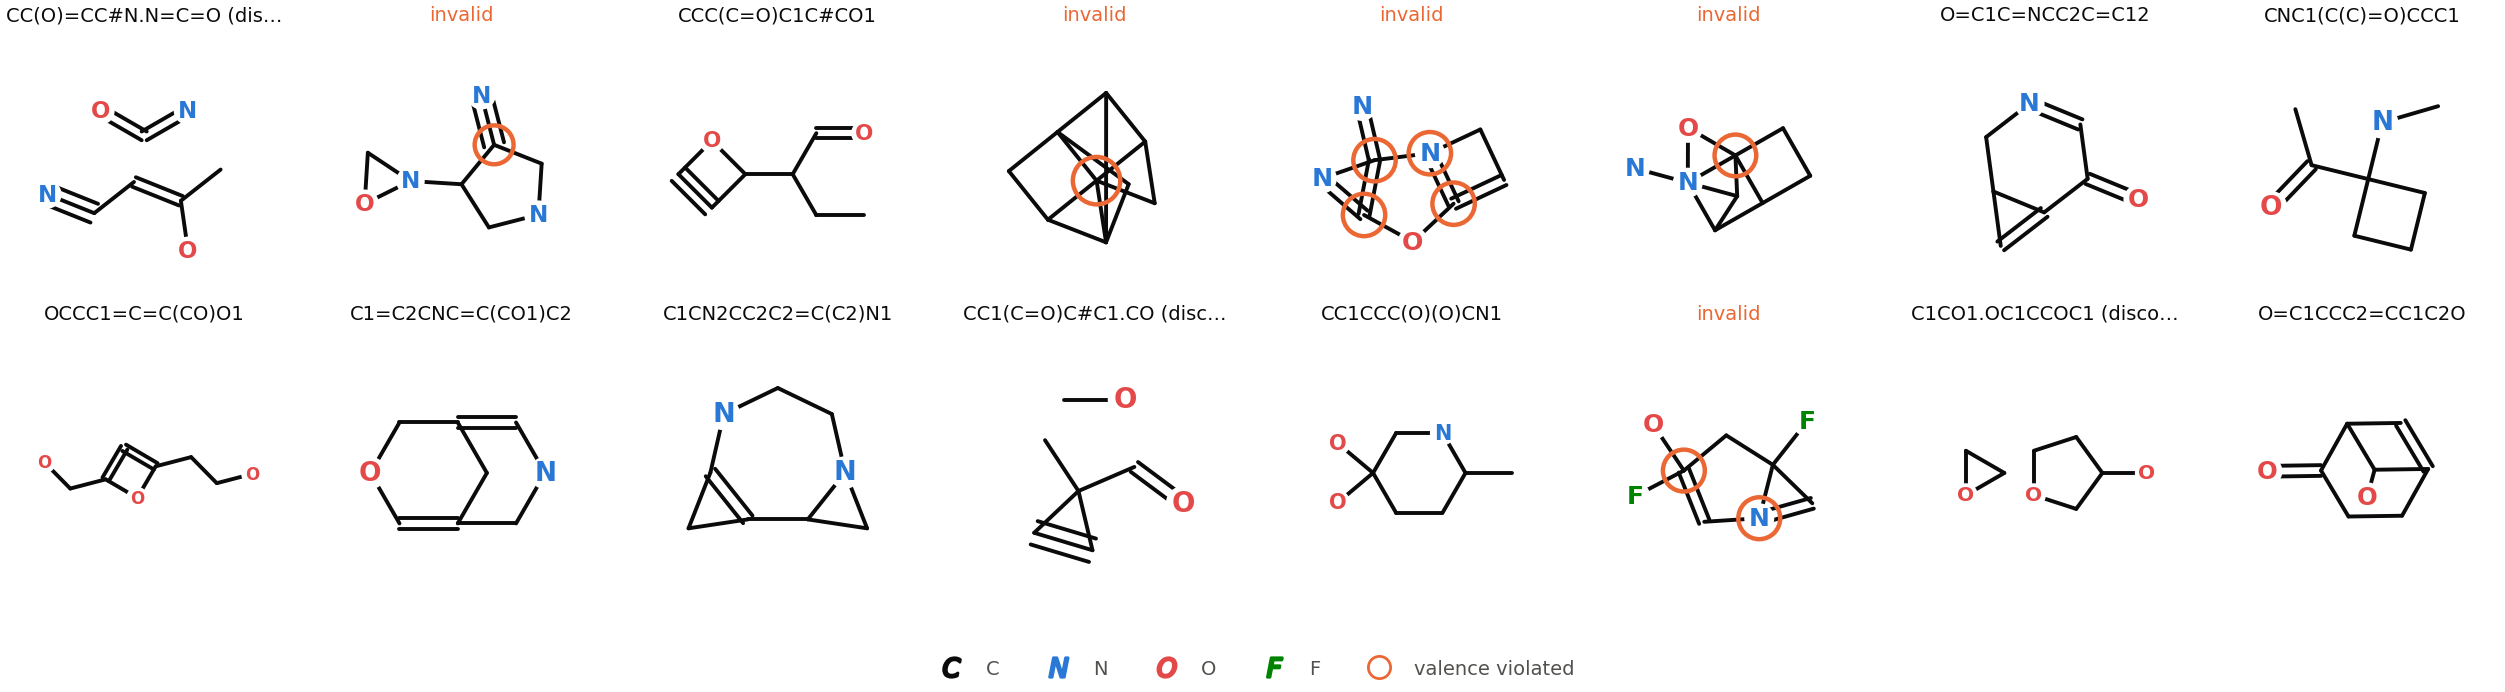 CC(O)=CC#N.N=C=O (dis...
invalid
CCC(C=O)C1C#CO1
invalid
invalid
invalid
O=C1C=NCC2C=C12
CNC1(C(C)=O)CCC1
O N
N
O
N
N
O
N
O
O
N
N
N
O
O
N
N
N
O
N
O
O
N
OCCC1=C=C(CO)O1
C1=C2CNC=C(CO1)C2
C1CN2CC2C2=C(C2)N1
CC1(C=O)C#C1.CO (disc...
CC1CCC(O)(O)CN1
invalid
C1CO1.OC1CCOC1 (disco...
O=C1CCC2=CC1C2O
O
O
O
O
N
N
N
O
O
O
O
N
O
F
F
N
O
O
O
O
O
C C N N O O F F valence violated